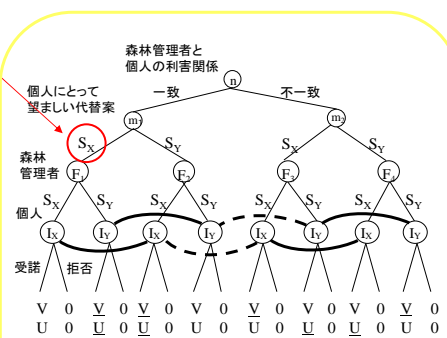 森林管理者と
個人の利害関係
n
一致
不一致
個人にとって
望ましい代替案
m1
m2
SX
SY
SX
SY
森林
管理者
F1
F2
F3
F4
SX
SY
SX
SY
SX
SY
SX
SY
個人
IX
IY
IX
IY
IX
IY
IX
IY
受諾
拒否
V 0 V 0 V 0 V 0 V 0 V 0 V 0 V 0
U 0 U 0 U 0 U 0 U 0 U 0 U 0 U 0